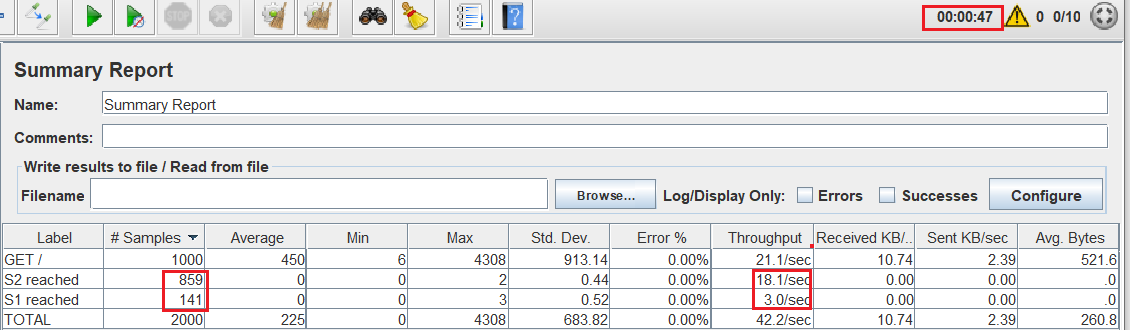 STOP
00:00:47 0 0/10
Summary Report
Name: Summary Report
Comments:
Write results to file / Read from file
Filename Browse... Log/Display Only: Errors Successes Configure
Label # Samples Average Min Max Std. Dev. Error % Throughput Received KB/.. Sent KB/sec Avg. Bytes
GET / 1000 450 6 4308 913.14 0.00% 21.1/sec 10.74 2.39 521.6
S2 reached 859 0 0 2 0.44 0.00% 18.1/sec 0.00 0.00 .0
S1 reached 141 0 0 3 0.52 0.00% 3.0/sec 0.00 0.00 .0
TOTAL 2000 225 0 4308 683.82 0.00% 42.2/sec 10.74 2.39 260.8